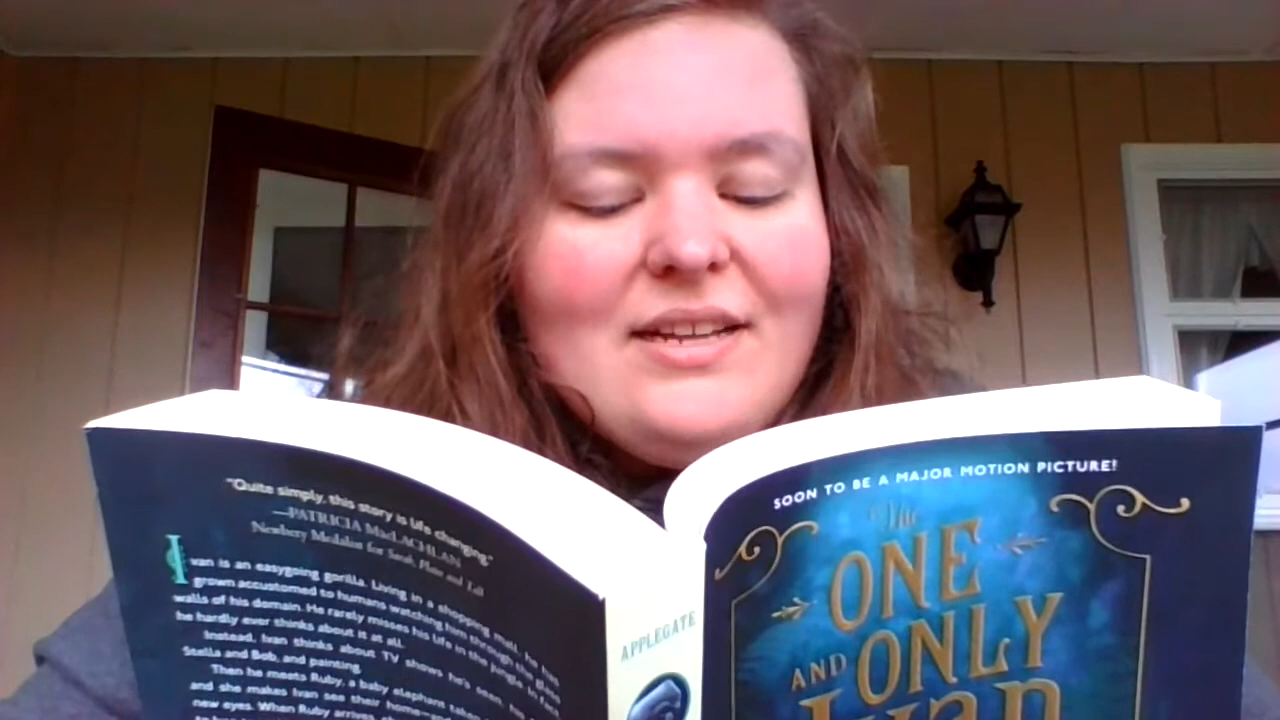 "Quite simply, this story is life changing."
—PATRICIA MacLACHLAN
Newbery Medalist for Sarah, Plain and Tall
Ivan is an easygoing gorilla. Living in a shopping mall, he has
grown accustomed to humans watching him through the glass
walls of his domain. He rarely misses his life in the jungle. In fact,
he hardly ever thinks about it at all.
Instead, Ivan thinks about TV shows he's seen,
Stella and Bob, and painting.
Then he meets Ruby, a baby elephant taken
and she makes Ivan see their home—and
new eyes. When Ruby arrives,
APPLEGATE
SOON TO BE A MAJOR MOTION PICTURE!
The
ONE
AND ONLY
Ivan